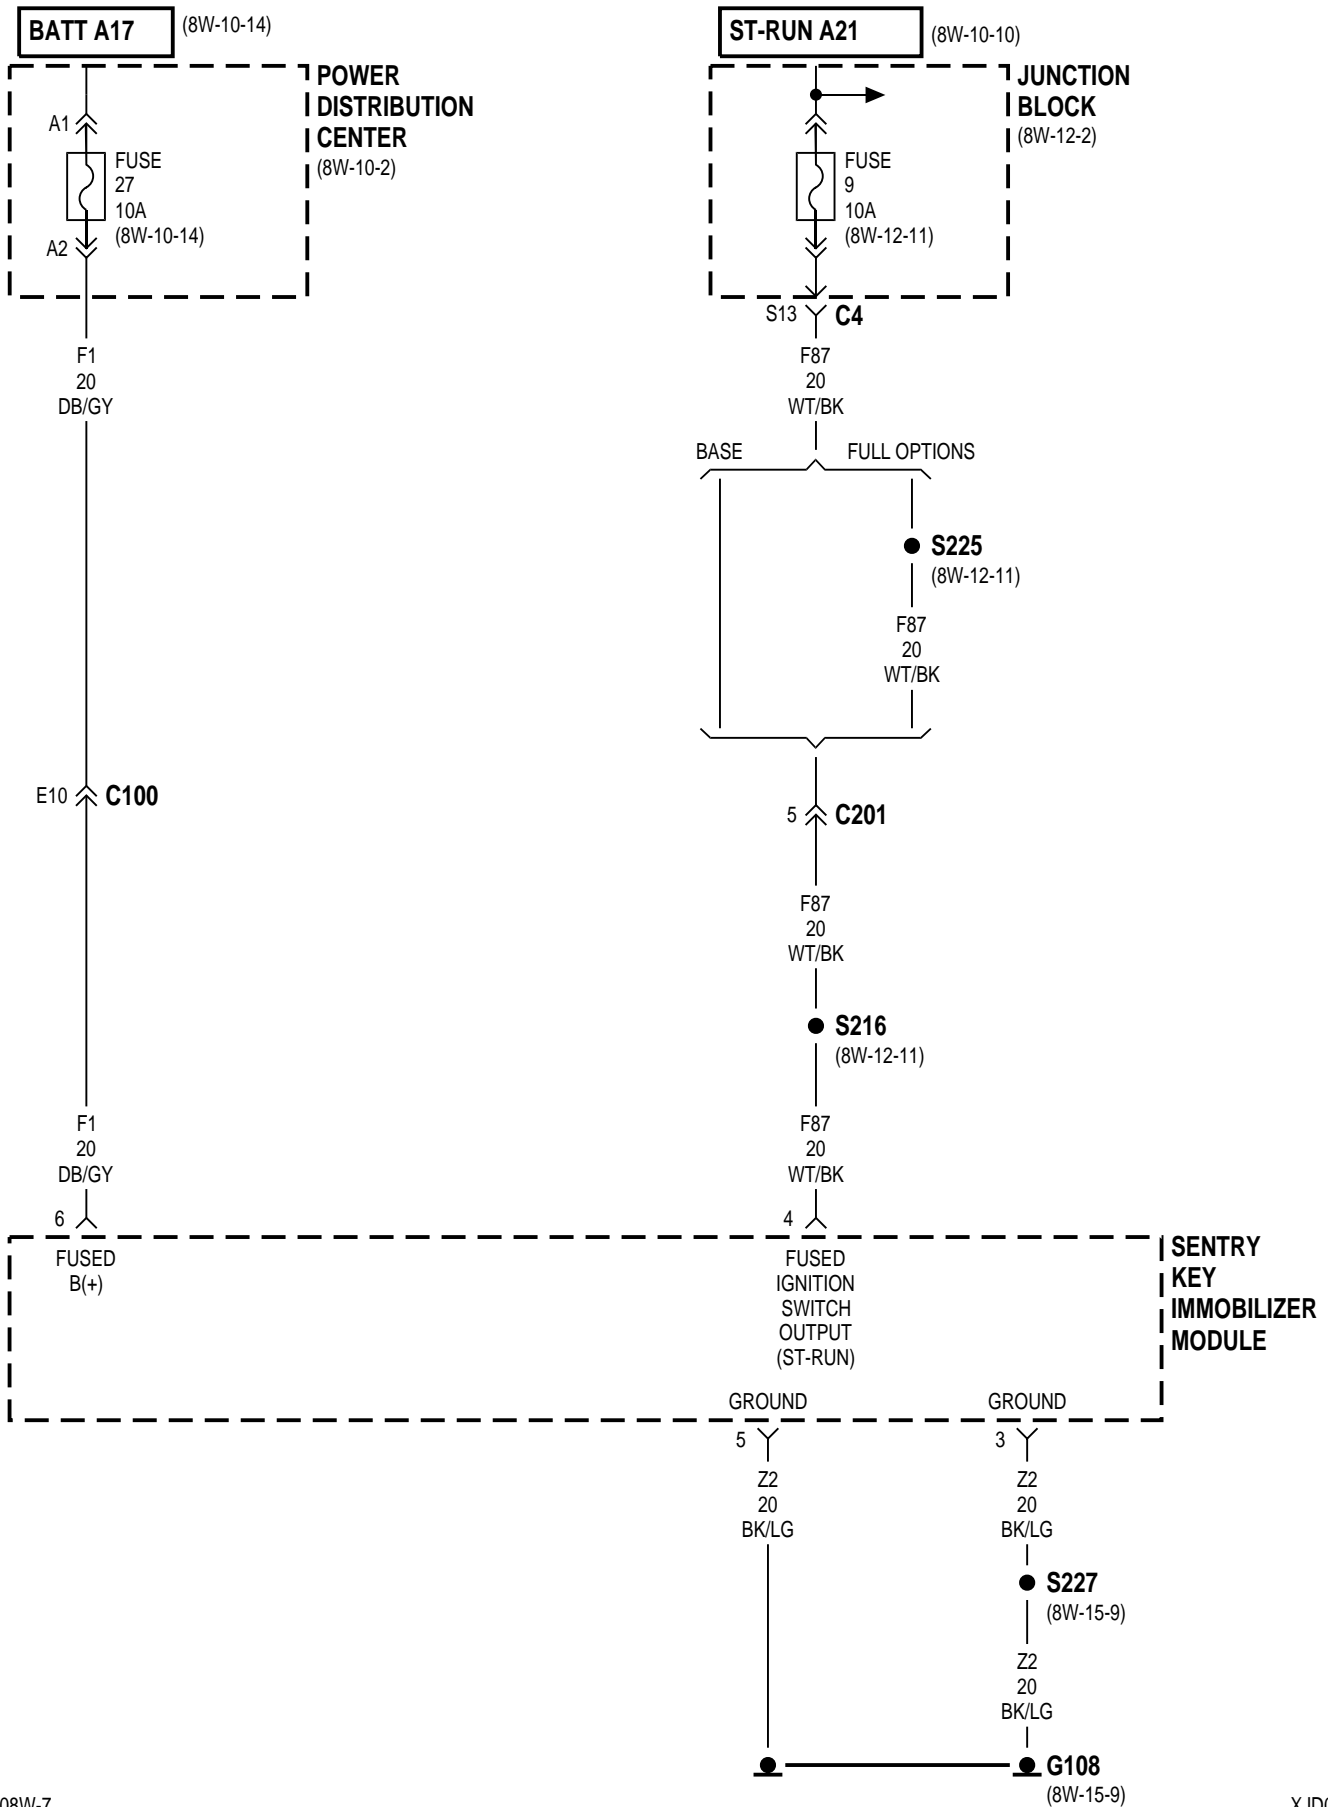 BATT A17
(8W-10-14)
ST-RUN A21
(8W-10-10)
POWER
DISTRIBUTION
CENTER
(8W-10-2)
A1
FUSE
27
10A
(8W-10-14)
A2
JUNCTION
BLOCK
(8W-12-2)
FUSE
9
10A
(8W-12-11)
S13
C4
F1
20
DB/GY
F87
20
WT/BK
BASE
FULL OPTIONS
S225
(8W-12-11)
F87
20
WT/BK
E10
C100
5
C201
F87
20
WT/BK
S216
(8W-12-11)
F1
20
DB/GY
F87
20
WT/BK
6
4
FUSED
B(+)
FUSED
IGNITION
SWITCH
OUTPUT
(ST-RUN)
SENTRY
KEY
IMMOBILIZER
MODULE
GROUND
GROUND
5
3
Z2
20
BK/LG
Z2
20
BK/LG
S227
(8W-15-9)
Z2
20
BK/LG
G108
(8W-15-9)